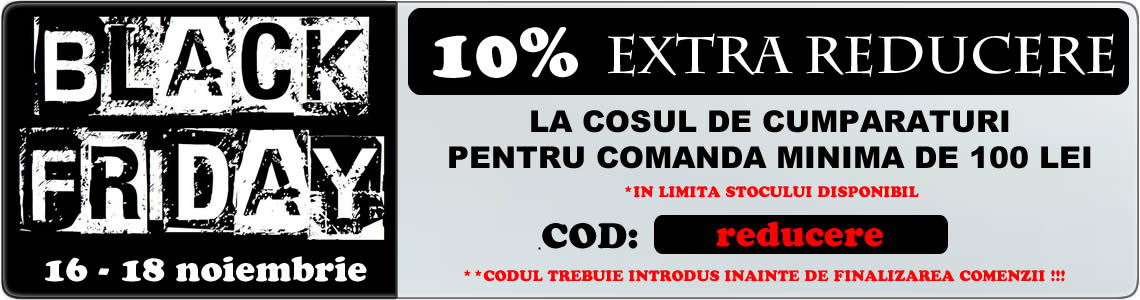 BLACK
FRIDAY
16 - 18 noiembrie
10% EXTRA REDUCERE
LA COSUL DE CUMPARATURI
PENTRU COMANDA MINIMA DE 100 LEI
*IN LIMITA STOCULUI DISPONIBIL
COD: reducere
**CODUL TREBUIE INTRODUS INAINTE DE FINALIZAREA COMENZII !!!